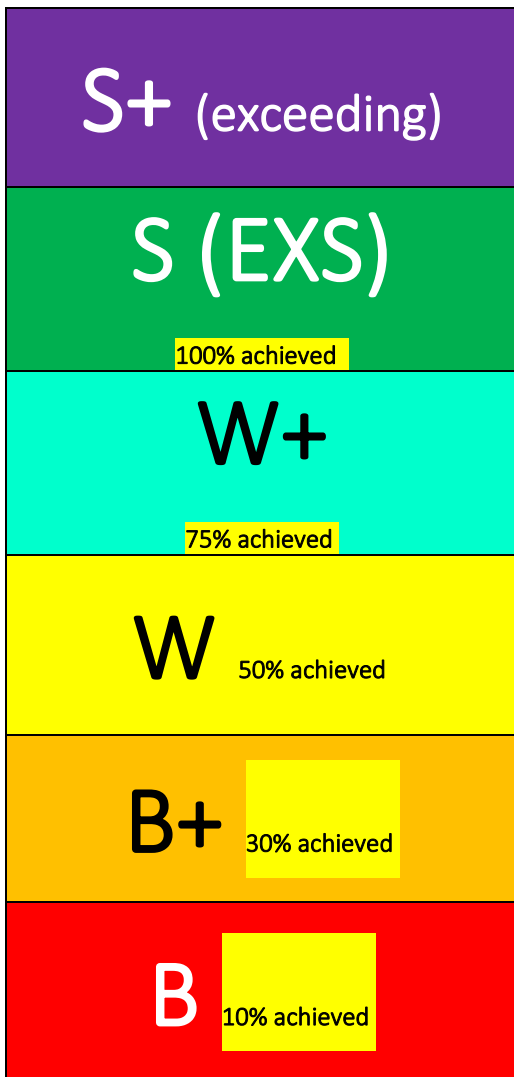 S+ (exceeding)
S (EXS)
100% achieved
W+
75% achieved
W 50% achieved
B+ 30% achieved
B 10% achieved